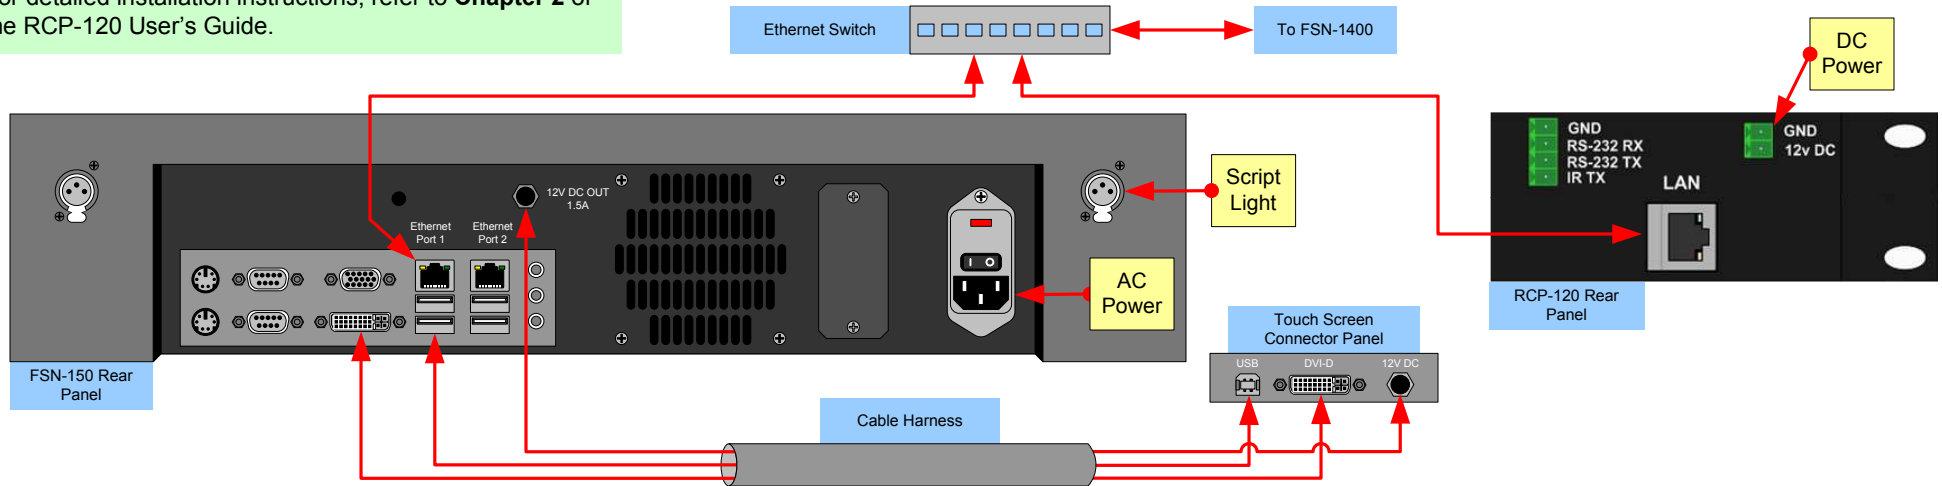 For detailed installation instructions, refer to Chapter 2 of
the RCP-120 User’s Guide.
Ethernet Switch
To FSN-1400
DC
Power
GND
RS-232 RX
RS-232 TX
IR TX
GND
12v DC
LAN
RCP-120 Rear
Panel
12V DC OUT
1.5A
Ethernet
Port 1
Ethernet
Port 2
Script
Light
AC
Power
I O
Touch Screen
Connector Panel
USB
DVI-D
12V DC
FSN-150 Rear
Panel
Cable Harness